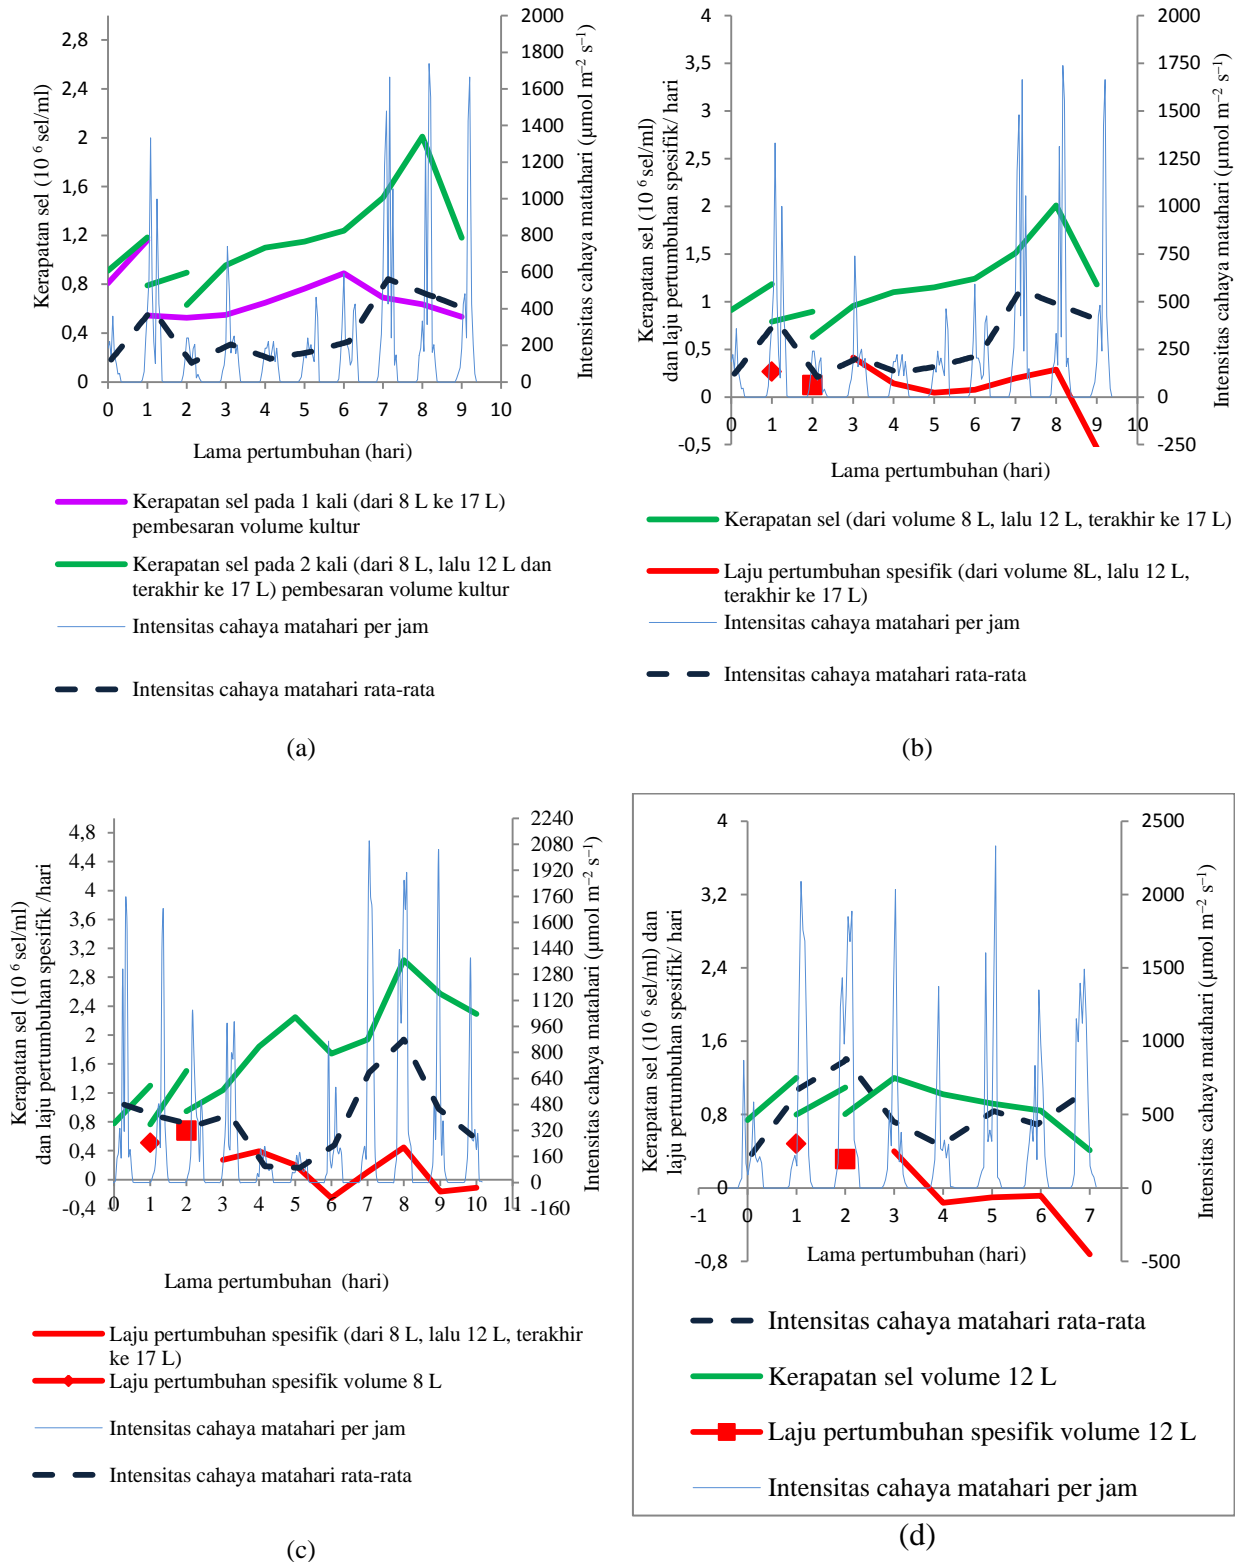 Kerapatan sel (10 ⁶ sel/ml)
2,8
2,4
2
1,6
1,2
0,8
0,4
0
2000
1800
1600
1400
1200
1000
800
600
400
200
0
Intensitas cahaya matahari (µmol m⁻² s⁻¹)
0 1 2 3 4 5 6 7 8 9 10
Lama pertumbuhan (hari)
Kerapatan sel pada 1 kali (dari 8 L ke 17 L)
pembesaran volume kultur
Kerapatan sel pada 2 kali (dari 8 L, lalu 12 L dan
terakhir ke 17 L) pembesaran volume kultur
Intensitas cahaya matahari per jam
Intensitas cahaya matahari rata-rata
(a)
Kerapatan sel (10 ⁶ sel/ml)
dan laju pertumbuhan spesifik/ hari
4
3,5
3
2,5
2
1,5
1
0,5
0
-0,5
2000
1750
1500
1250
1000
750
500
250
0
-250
Intensitas cahaya matahari (µmol m⁻² s⁻¹)
0 1 2 3 4 5 6 7 8 9 10
Lama pertumbuhan (hari)
Kerapatan sel (dari volume 8 L, lalu 12 L, terakhir ke 17 L)
Laju pertumbuhan spesifik (dari volume 8L, lalu 12 L,
terakhir ke 17 L)
Intensitas cahaya matahari per jam
Intensitas cahaya matahari rata-rata
(b)
Kerapatan sel (10 ⁶ sel/ml)
dan laju pertumbuhan spesifik /hari
4,8
4,4
4
3,6
3,2
2,8
2,4
2
1,6
1,2
0,8
0,4
0
-0,4
2240
2080
1920
1760
1600
1440
1280
1120
960
800
640
480
320
160
0
-160
Intensitas cahaya matahari (µmol m⁻² s⁻¹)
0 1 2 3 4 5 6 7 8 9 10 11
Lama pertumbuhan (hari)
Laju pertumbuhan spesifik (dari 8 L, lalu 12 L, terakhir
ke 17 L)
Laju pertumbuhan spesifik volume 8 L
Intensitas cahaya matahari per jam
Intensitas cahaya matahari rata-rata
(c)
Kerapatan sel (10 ⁶ sel/ml) dan
laju pertumbuhan spesifik/ hari
4
3,2
2,4
1,6
0,8
0
-0,8
2500
2000
1500
1000
500
0
-500
Intensitas cahaya matahari (µmol m⁻² s⁻¹)
-1 0 1 2 3 4 5 6 7
Lama pertumbuhan (hari)
Intensitas cahaya matahari rata-rata
Kerapatan sel volume 12 L
Laju pertumbuhan spesifik volume 12 L
Intensitas cahaya matahari per jam
(d)